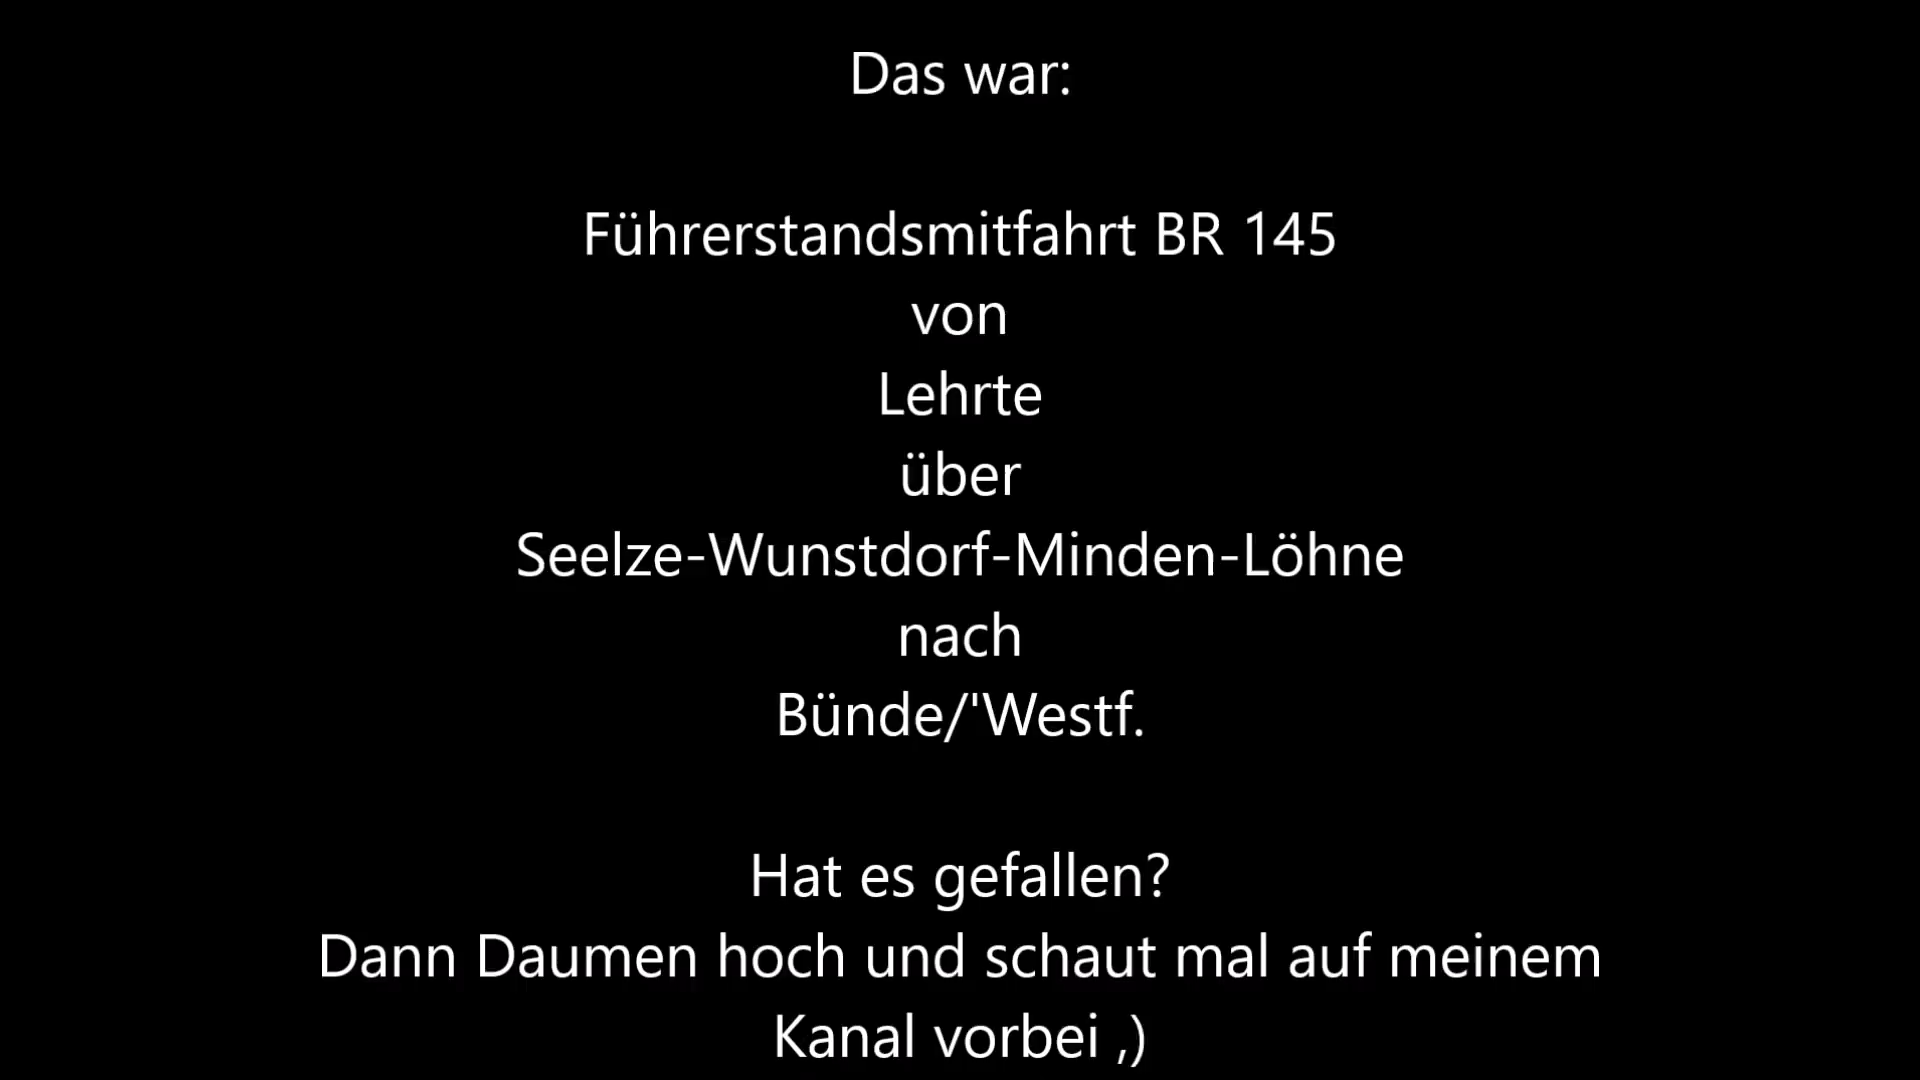 Das war:
Führerstandsmitfahrt BR 145
von
Lehrte
über
Seelze-Wunstdorf-Minden-Löhne
nach
Bünde/'Westf.
Hat es gefallen?
Dann Daumen hoch und schaut mal auf meinem
Kanal vorbei ,)